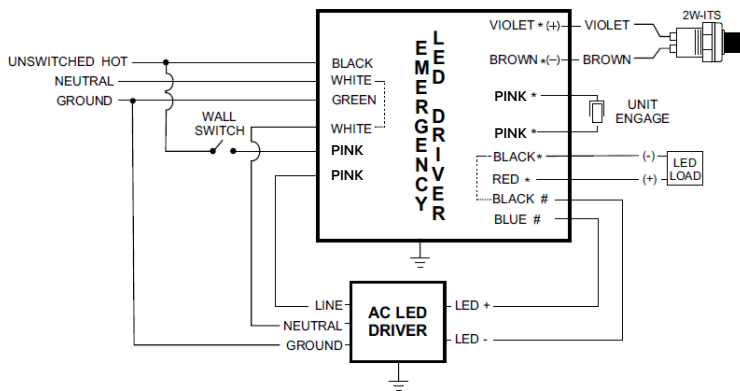 2W-ITS
VIOLET * (+) VIOLET
UNSWITCHED HOT
BLACK
BROWN *(–) BROWN
NEUTRAL
WHITE
GROUND
GREEN
PINK *
UNIT
ENGAGE
WALL
SWITCH
WHITE
PINK *
PINK
BLACK* (-)
LED
LOAD
PINK
RED * (+)
BLACK #
BLUE #
EMERGENCY
LED DRIVER
LINE
NEUTRAL
GROUND
AC LED
DRIVER
LED +
LED -